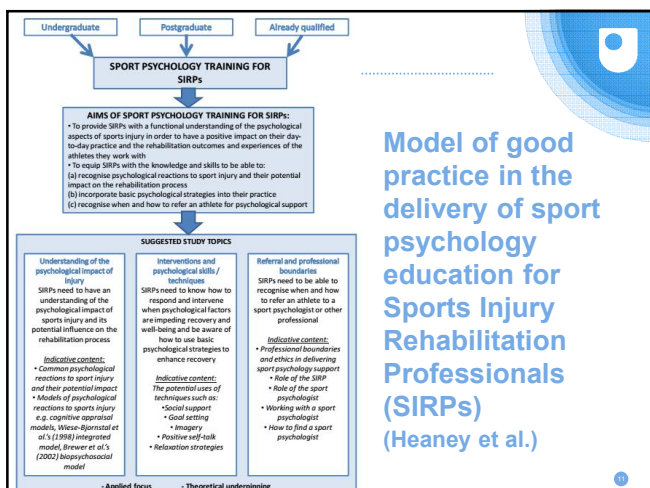 Undergraduate
Postgraduate
Already qualified
SPORT PSYCHOLOGY TRAINING FOR
SIRPs
AIMS OF SPORT PSYCHOLOGY TRAINING FOR SIRPs:
• To provide SIRPs with a functional understanding of the psychological
aspects of sports injury in order to have a positive impact on their day-
to-day practice and the rehabilitation outcomes and experiences of the
athletes they work with
• To equip SIRPs with the knowledge and skills to be able to:
(a) recognise psychological reactions to sport injury and their potential
impact on the rehabilitation process
(b) incorporate basic psychological strategies into their practice
(c) recognise when and how to refer an athlete for psychological support
SUGGESTED STUDY TOPICS
Understanding of the
psychological impact of
injury
SIRPs need to have an
understanding of the
psychological impact of
sports injury and its
potential influence on the
rehabilitation process
Indicative content:
• Common psychological
reactions to sport injury
and their potential impact
• Models of psychological
reactions to sports injury
e.g. cognitive appraisal
models, Wiese-Bjornstal et
al.'s (1998) integrated
model, Brewer et al.'s
(2002) biopsychosocial
model
Interventions and
psychological skills /
techniques
SIRPs need to know how to
respond and intervene
when psychological factors
are impeding recovery and
well-being and be aware of
how to use basic
psychological strategies to
enhance recovery
Indicative content:
The potential uses of
techniques such as:
•Social support
• Goal setting
• Imagery
• Positive self-talk
•Relaxation strategies
Referral and professional
boundaries
SIRPs need to be able to
recognise when and how
to refer an athlete to a
sport psychologist or other
professional
Indicative content:
• Professional boundaries
and ethics in delivering
sport psychology support
• Role of the SIRP
• Role of the sport
psychologist
• Working with a sport
psychologist
• How to find a sport
psychologist
- Applied focus - Theoretical underpinning
Model of good
practice in the
delivery of sport
psychology
education for
Sports Injury
Rehabilitation
Professionals
(SIRPs)
(Heaney et al.)
11